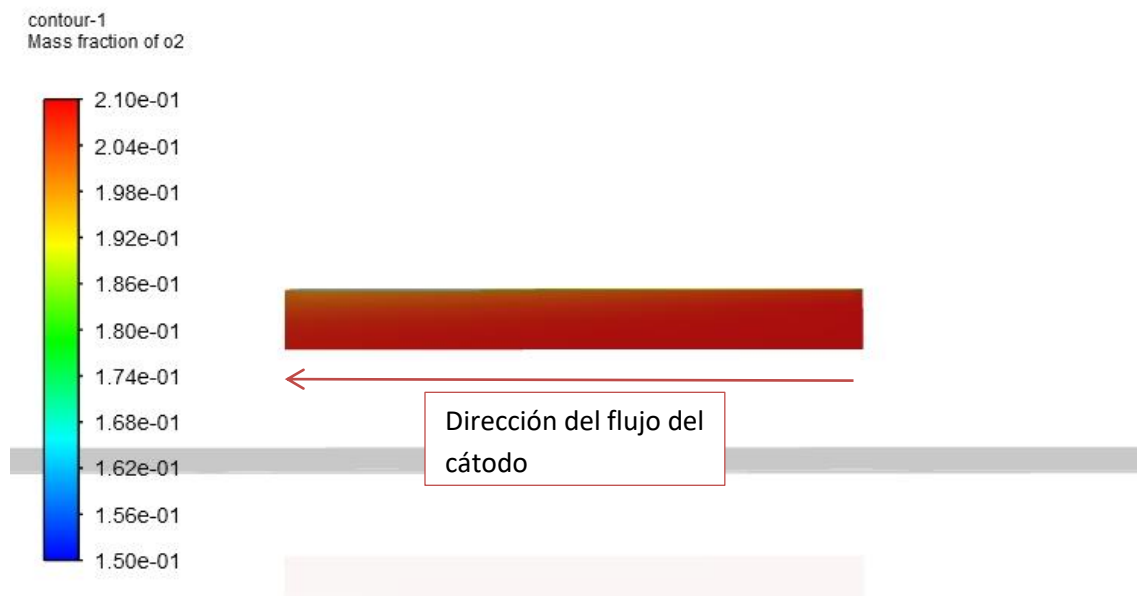 contour-1
Mass fraction of o2
2.10e-01
2.04e-01
1.98e-01
1.92e-01
1.86e-01
1.80e-01
1.74e-01
1.68e-01
1.62e-01
1.56e-01
1.50e-01
Dirección del flujo del
cátodo